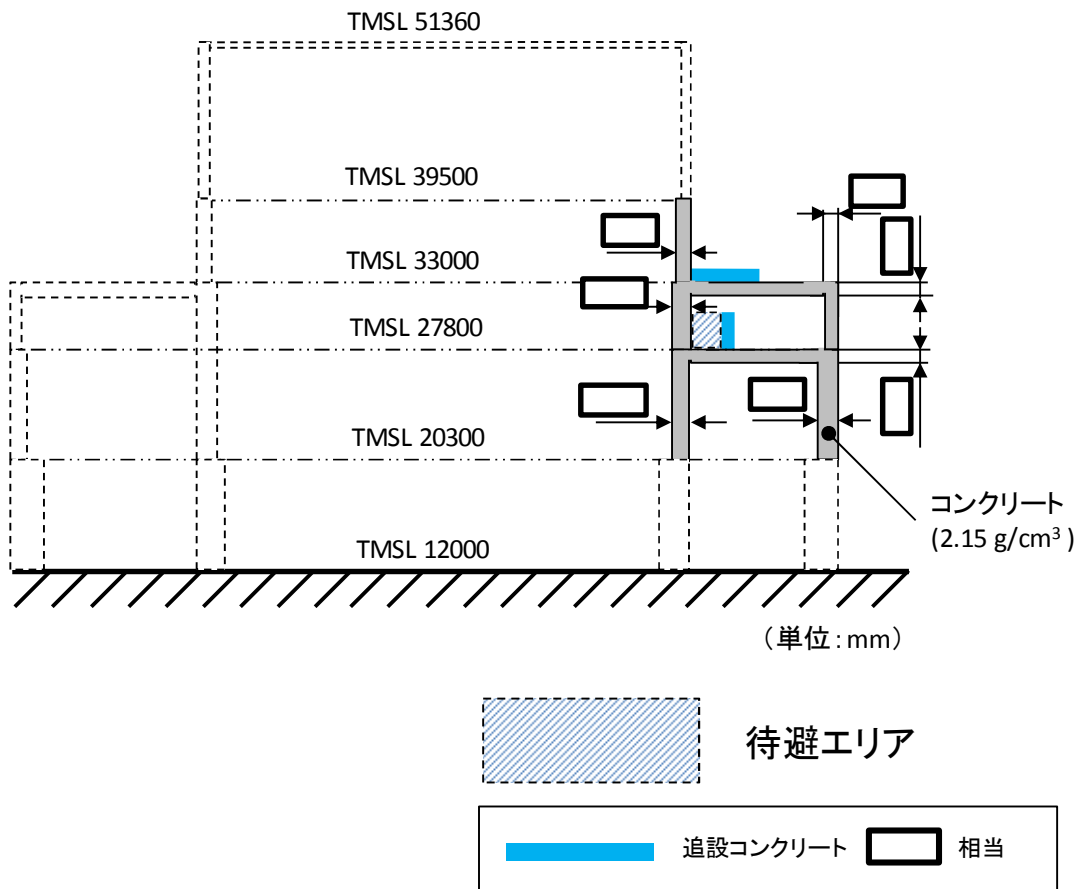 TMSL 51360
TMSL 39500
TMSL 33000
TMSL 27800
TMSL 20300
TMSL 12000
コンクリート
(2.15 g/cm³)
（単位:mm）
待避エリア
追設コンクリート
相当